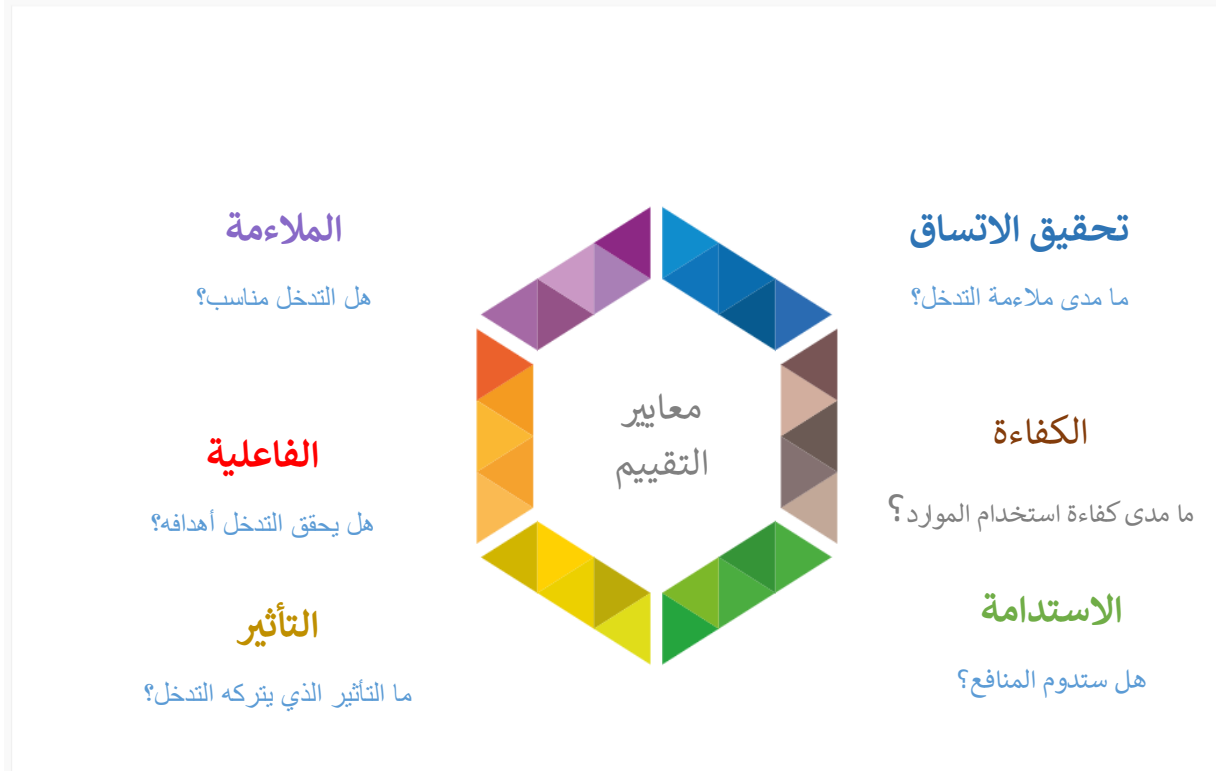 تحقيق الاتساق
ما مدى ملاءمة التدخل؟
الملاءمة
هل التدخل مناسب؟
معايير
التقييم
الكفاءة
ما مدى كفاءة استخدام الموارد؟
الفاعلية
هل يحقق التدخل أهدافه؟
الاستدامة
هل ستدوم المنافع؟
التأثير
ما التأثير الذي يتركه التدخل؟